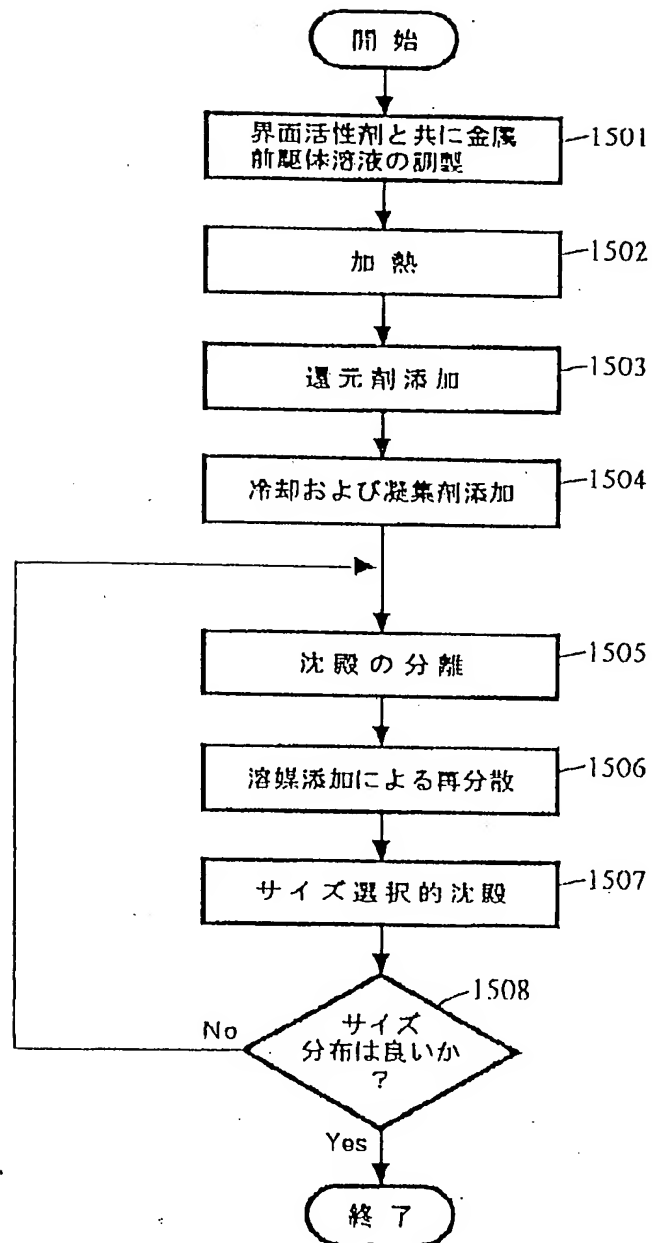 開始
界面活性剤と共に金属
前駆体溶液の調製
1501
加熱
1502
還元剤添加
1503
冷却および凝集剤添加
1504
沈殿の分離
1505
溶媒添加による再分散
1506
サイズ選択的沈殿
1507
1508
サイズ
分布は良いか
?
No
Yes
終了